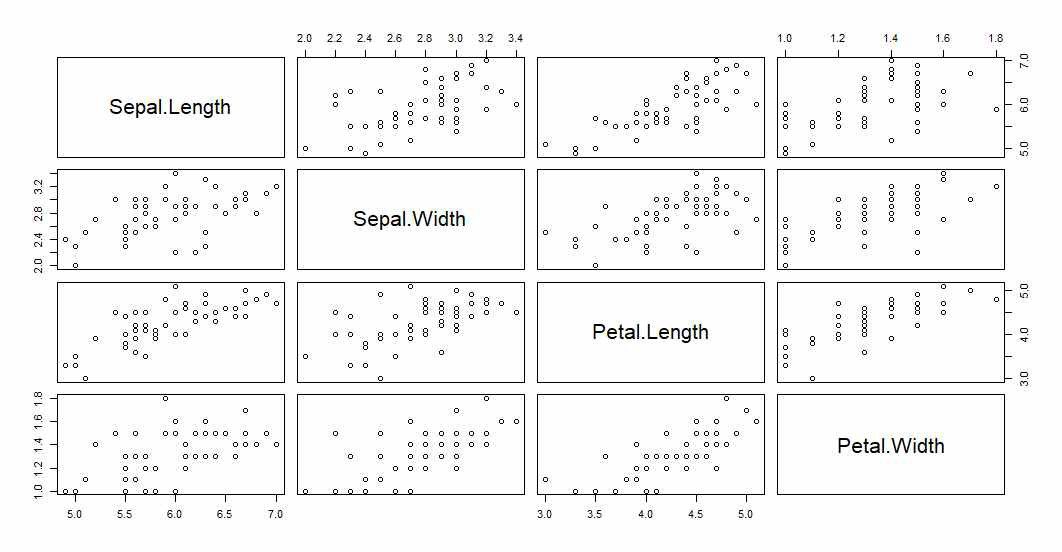 2.0 2.2 2.4 2.6 2.8 3.0 3.2 3.4 1.0 1.2 1.4 1.6 1.8
Sepal.Length 5.0 6.0 7.0
2.0 2.4 2.8 3.2 Sepal.Width
Petal.Length 3.0 4.0 5.0
1.0 1.2 1.4 1.6 1.8 Petal.Width
5.0 5.5 6.0 6.5 7.0 3.0 3.5 4.0 4.5 5.0